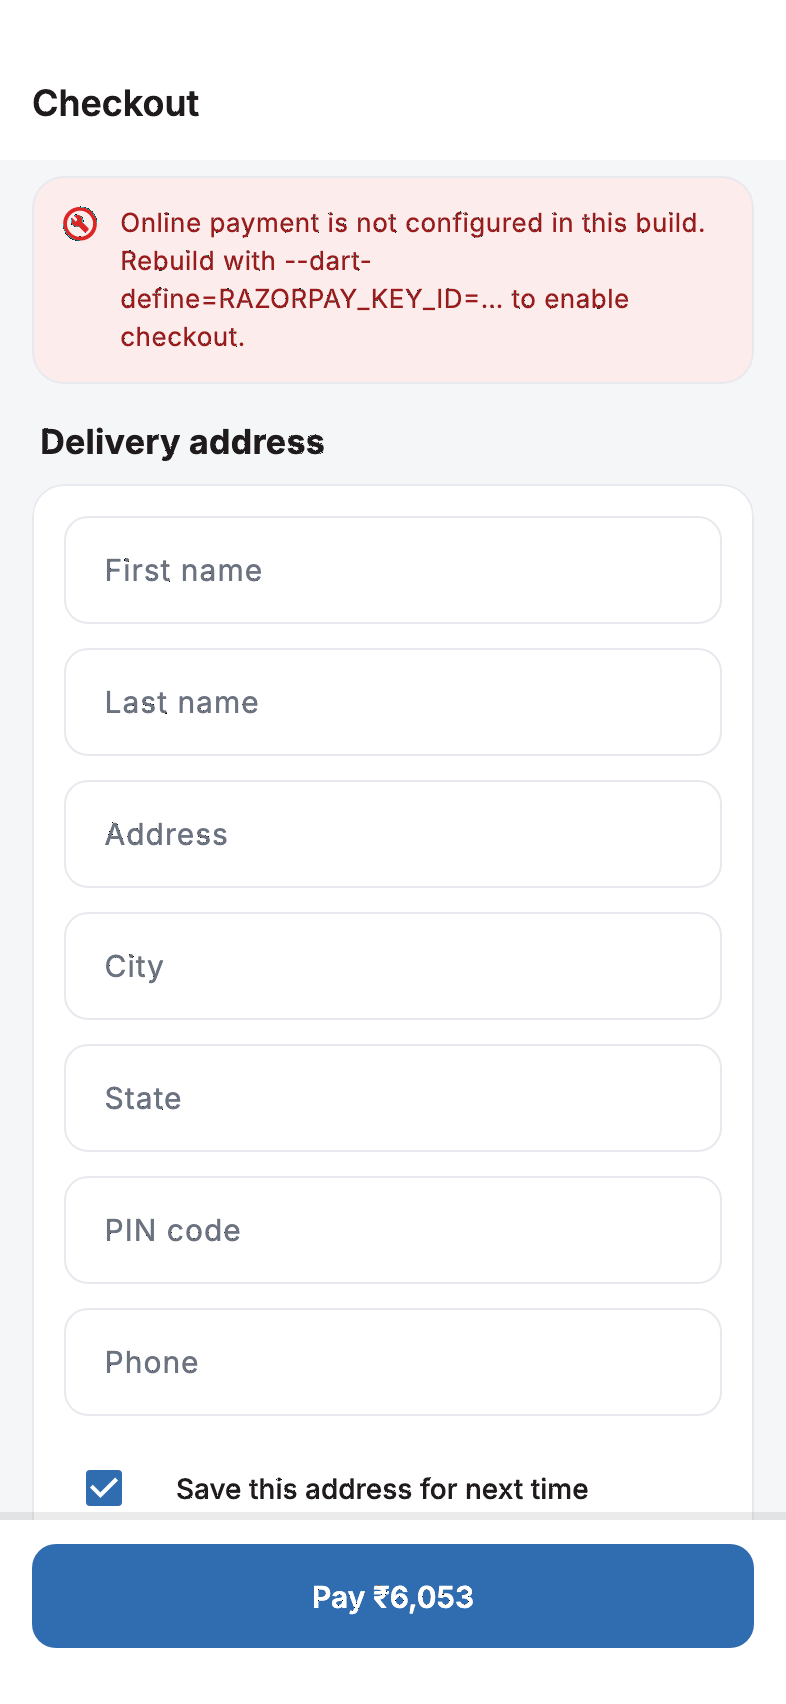 Checkout
Online payment is not configured in this build.
Rebuild with --dart-
define=RAZORPAY_KEY_ID=... to enable
checkout.
Delivery address
First name
Last name
Address
City
State
PIN code
Phone
Save this address for next time
Pay ₹6,053